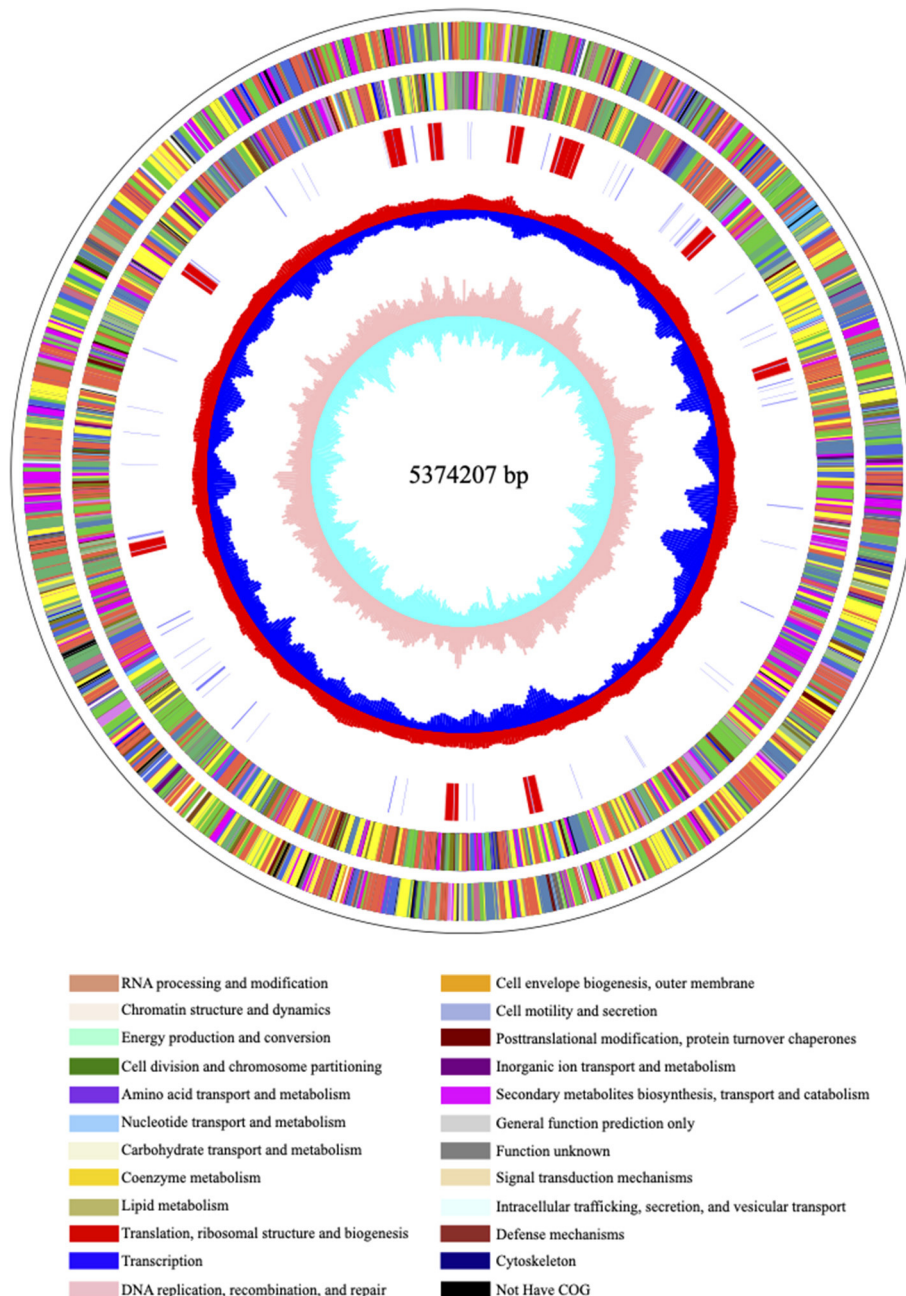 5374207 bp
RNA processing and modification
Chromatin structure and dynamics
Energy production and conversion
Cell division and chromosome partitioning
Amino acid transport and metabolism
Nucleotide transport and metabolism
Carbohydrate transport and metabolism
Coenzyme metabolism
Lipid metabolism
Translation, ribosomal structure and biogenesis
Transcription
DNA replication, recombination, and repair
Cell envelope biogenesis, outer membrane
Cell motility and secretion
Posttranslational modification, protein turnover chaperones
Inorganic ion transport and metabolism
Secondary metabolites biosynthesis, transport and catabolism
General function prediction only
Function unknown
Signal transduction mechanisms
Intracellular trafficking, secretion, and vesicular transport
Defense mechanisms
Cytoskeleton
Not Have COG